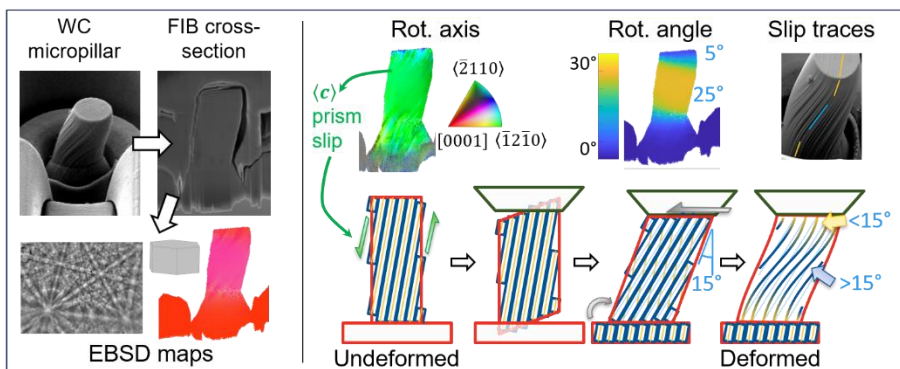 WC
micropillar
FIB cross-
section
EBSD maps
Rot. axis
⟨c⟩
prism
slip
⟨2̅110⟩
[0001] ⟨1̅21̅0⟩
Rot. angle
30°
0°
5°
25°
Slip traces
15°
<15°
>15°
Undeformed
Deformed